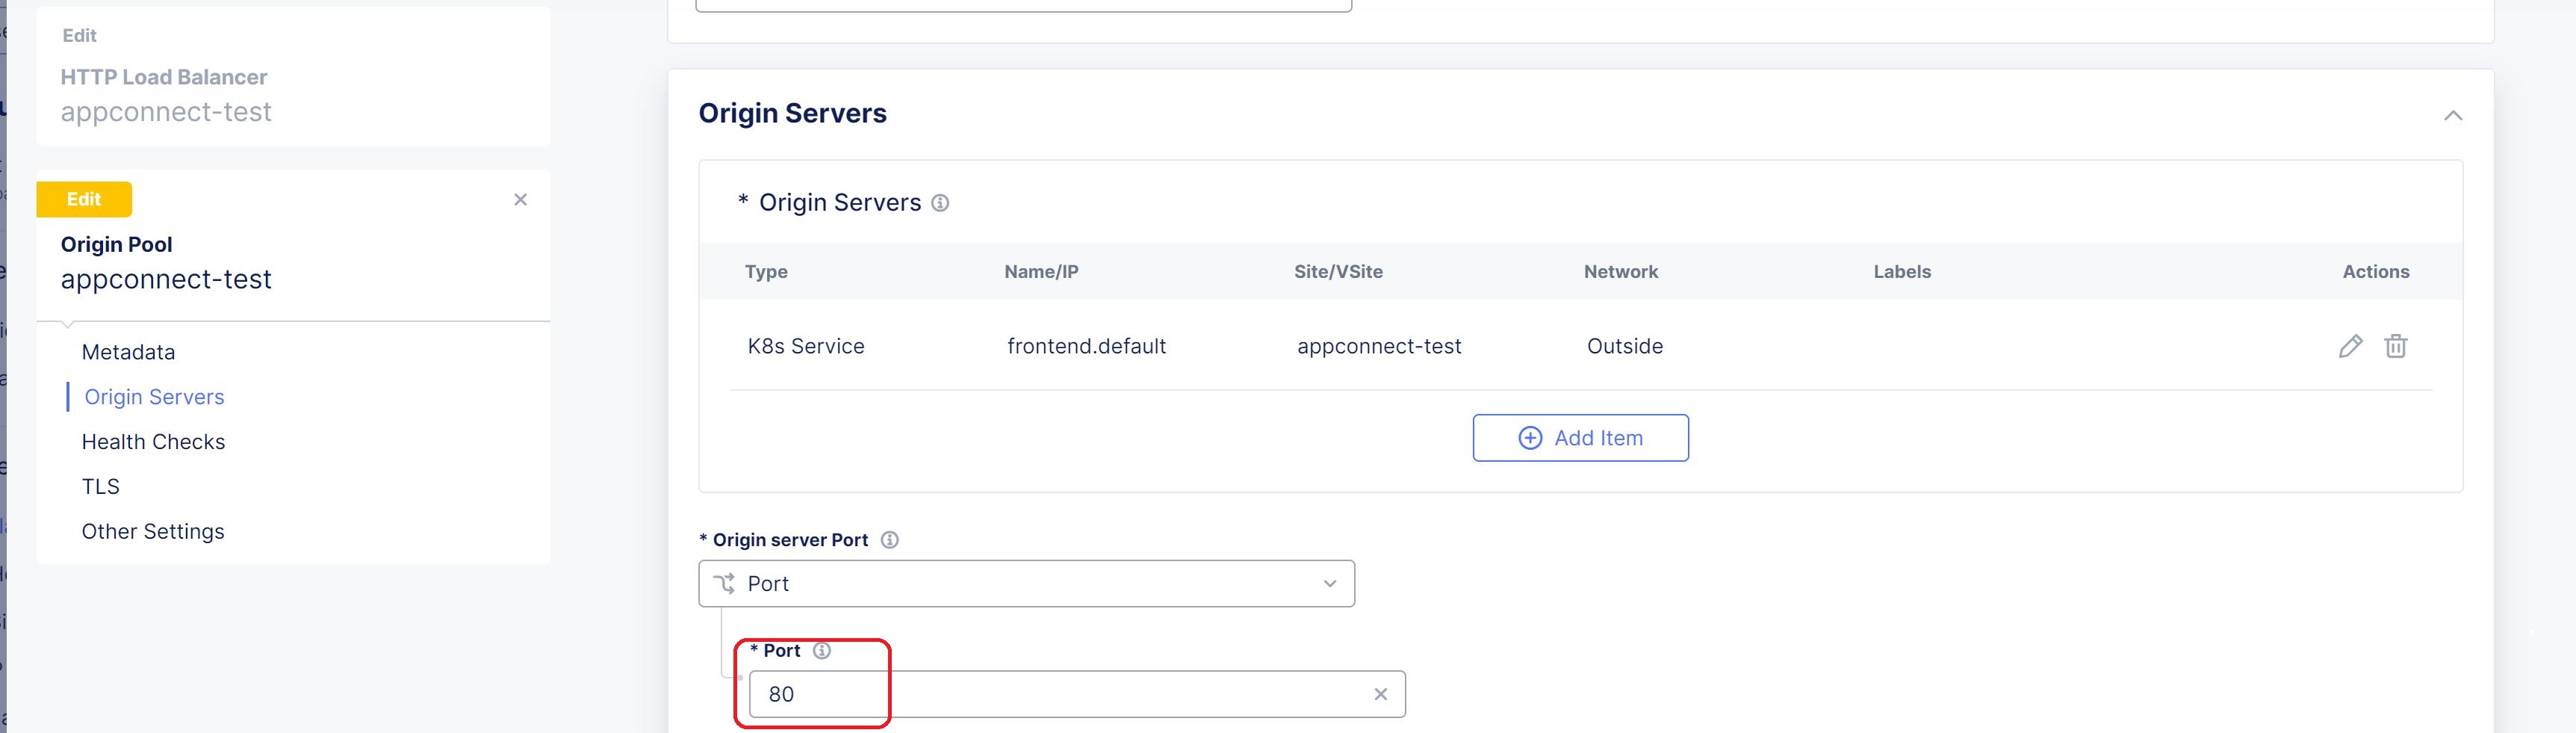 Edit
HTTP Load Balancer
appconnect-test
Edit
Origin Pool
appconnect-test
Metadata
Origin Servers
Health Checks
TLS
Other Settings
Origin Servers
* Origin Servers
Type Name/IP Site/VSite Network Labels Actions
K8s Service frontend.default appconnect-test Outside
Add Item
* Origin server Port
Port
* Port
80